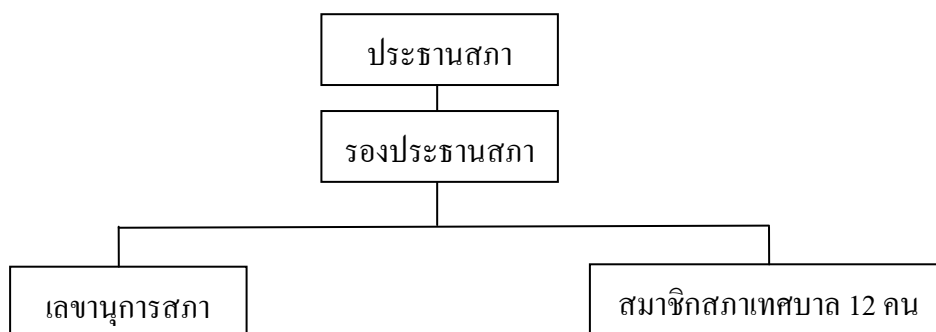 ประธานสภา
รองประธานสภา
เลขานุการสภา
สมาชิกสภาเทศบาล 12 คน